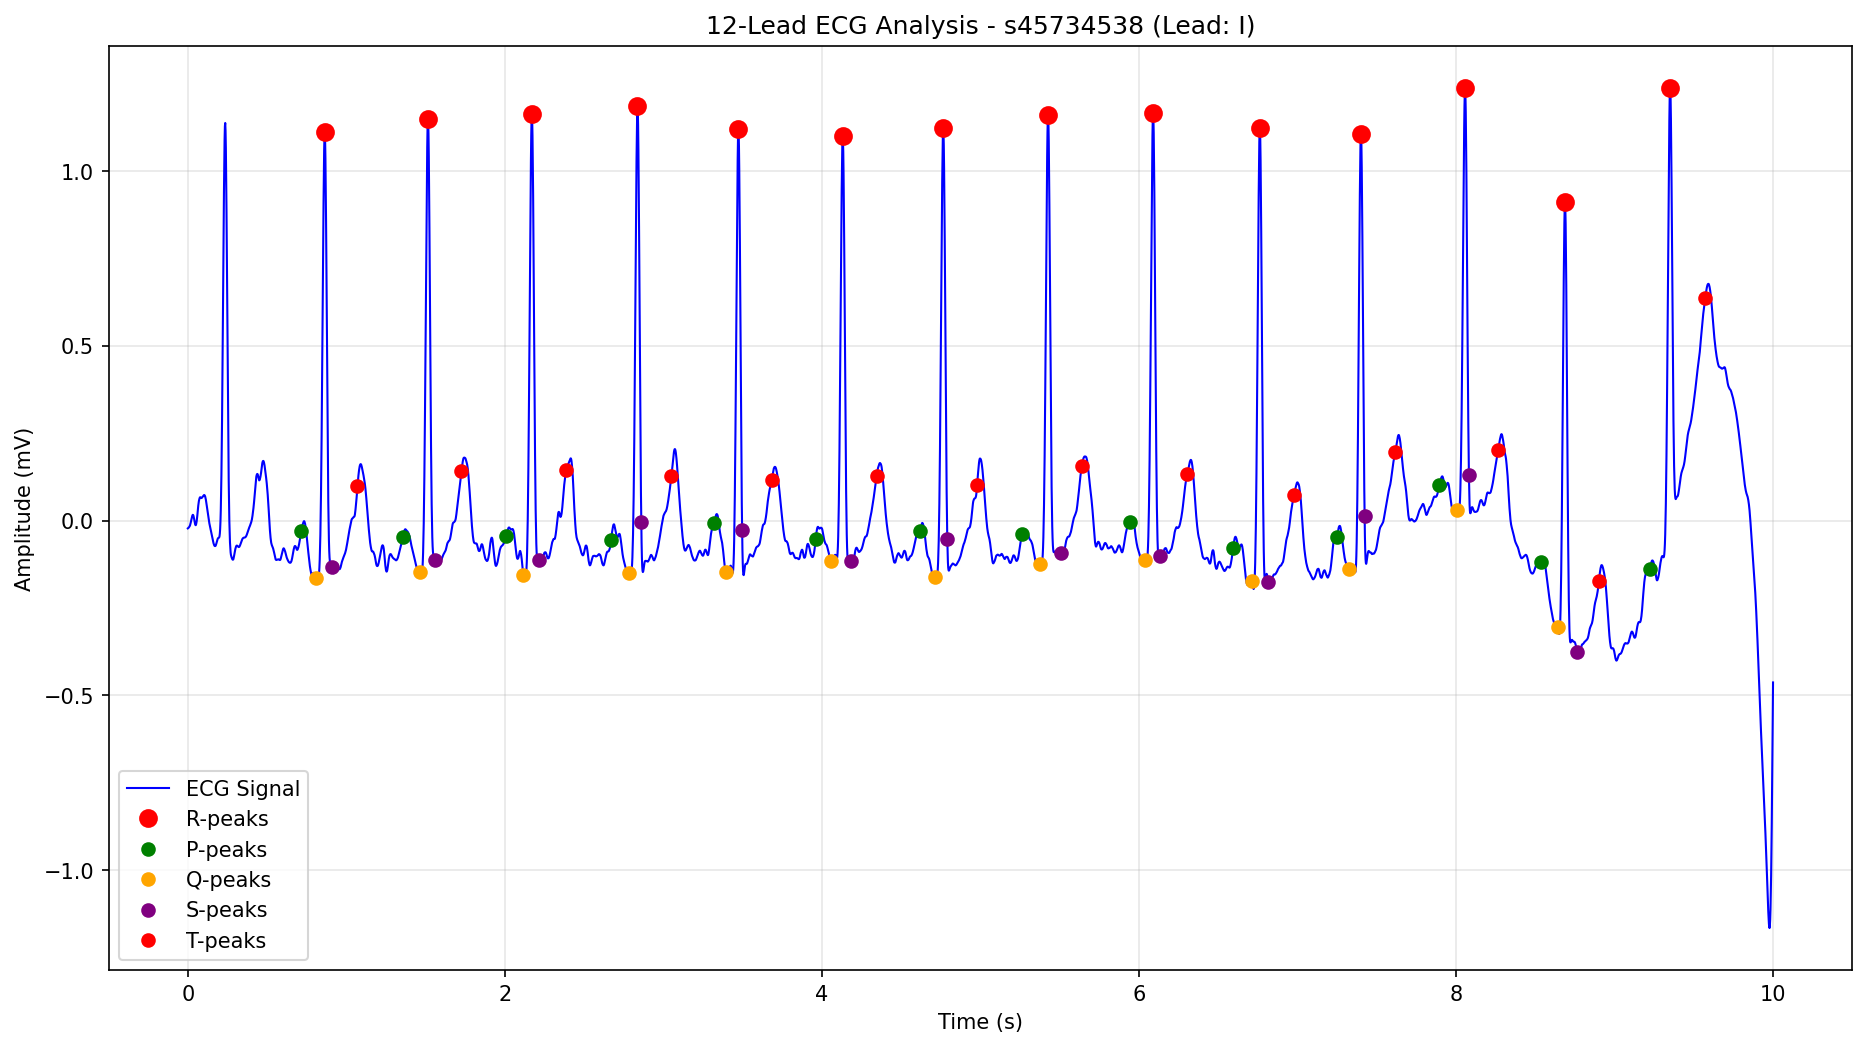 12-Lead ECG Analysis - s45734538 (Lead: I)
Amplitude (mV)
1.0
0.5
0.0
−0.5
−1.0
ECG Signal
R-peaks
P-peaks
Q-peaks
S-peaks
T-peaks
0 2 4 6 8 10
Time (s)